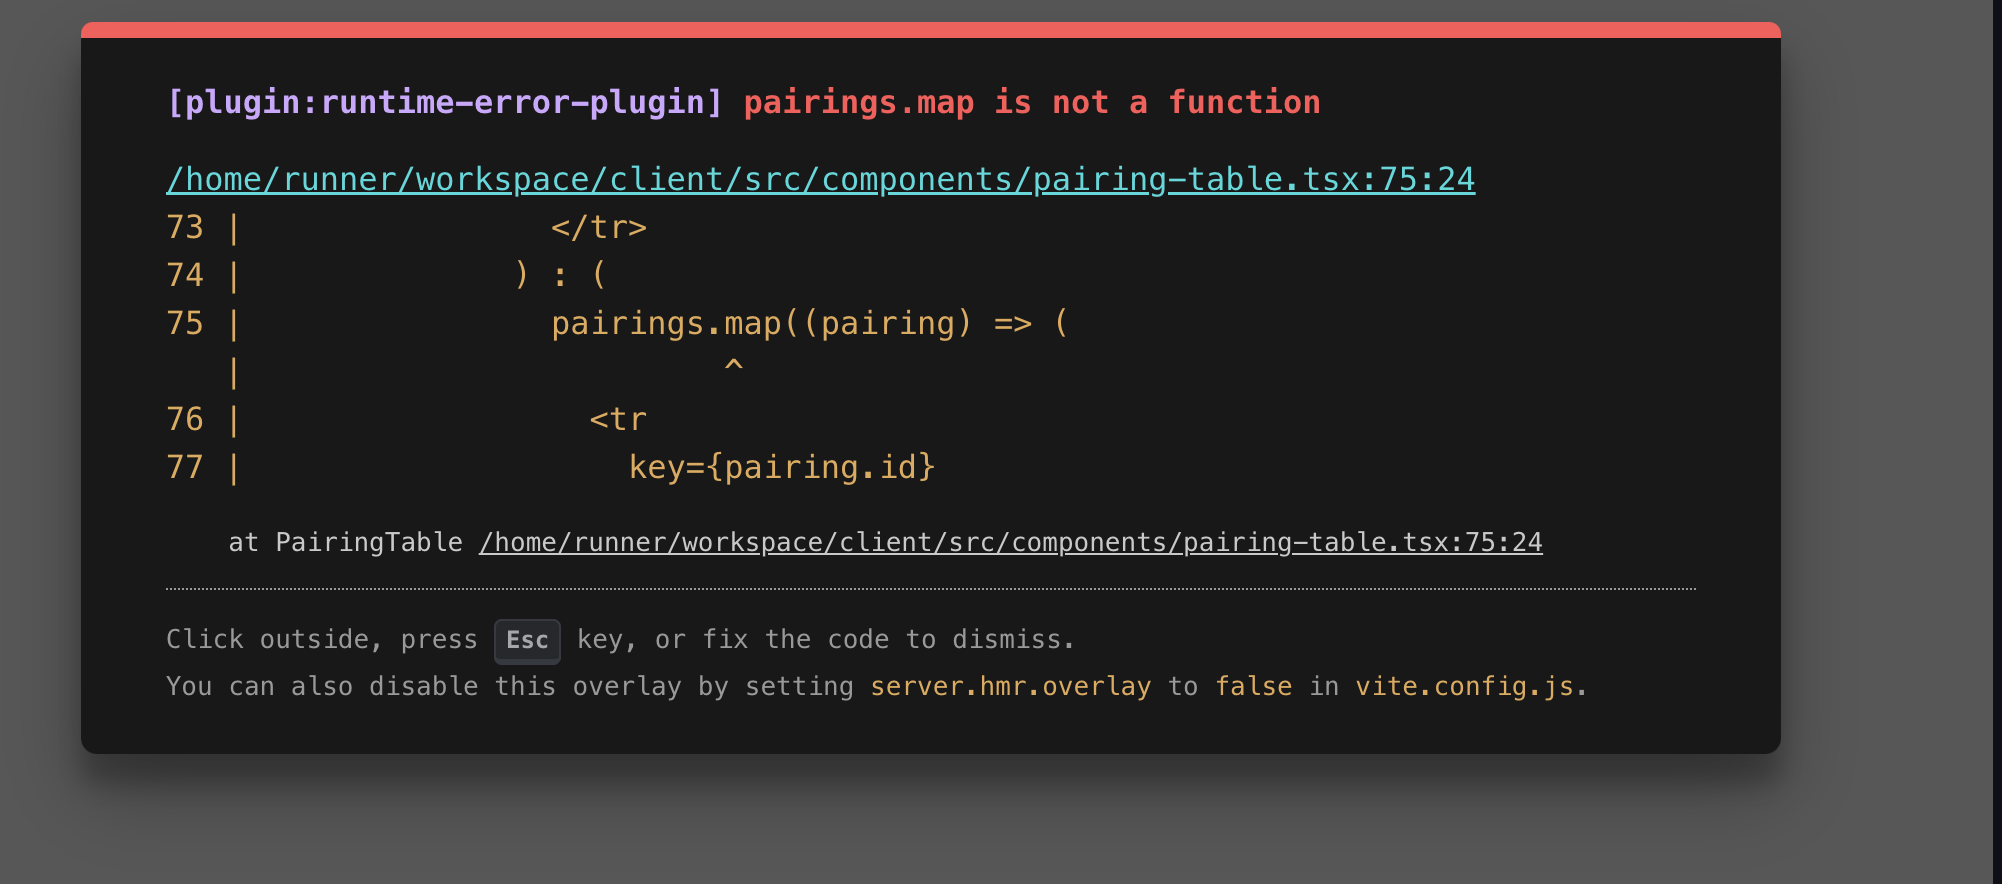 [plugin:runtime-error-plugin] pairings.map is not a function
/home/runner/workspace/client/src/components/pairing-table.tsx:75:24
73 |                </tr>
74 |              ) : (
75 |                pairings.map((pairing) => (
   |                         ^
76 |                  <tr
77 |                    key={pairing.id}
at PairingTable /home/runner/workspace/client/src/components/pairing-table.tsx:75:24
Click outside, press Esc key, or fix the code to dismiss.
You can also disable this overlay by setting server.hmr.overlay to false in vite.config.js.